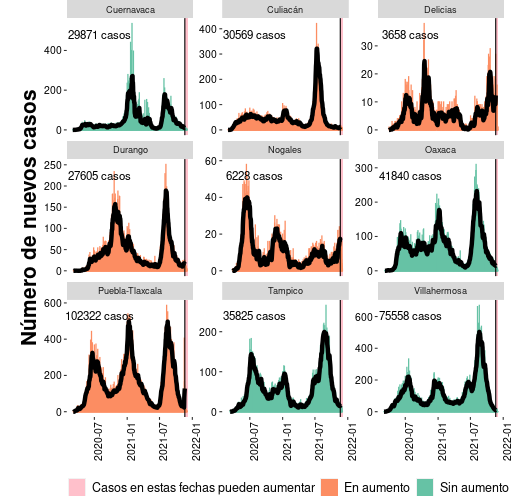 Número de nuevos casos
Cuernavaca
Culiacán
Delicias
29871 casos
30569 casos
3658 casos
400
200
0
400
300
200
100
0
30
20
10
0
Durango
Nogales
Oaxaca
27605 casos
6228 casos
41840 casos
250
200
150
100
50
0
60
40
20
0
300
200
100
0
Puebla-Tlaxcala
Tampico
Villahermosa
102322 casos
35825 casos
75558 casos
600
400
200
0
200
100
0
600
400
200
0
2020-07
2021-01
2021-07
2022-01
2020-07
2021-01
2021-07
2022-01
2020-07
2021-01
2021-07
2022-01
Casos en estas fechas pueden aumentar
En aumento
Sin aumento